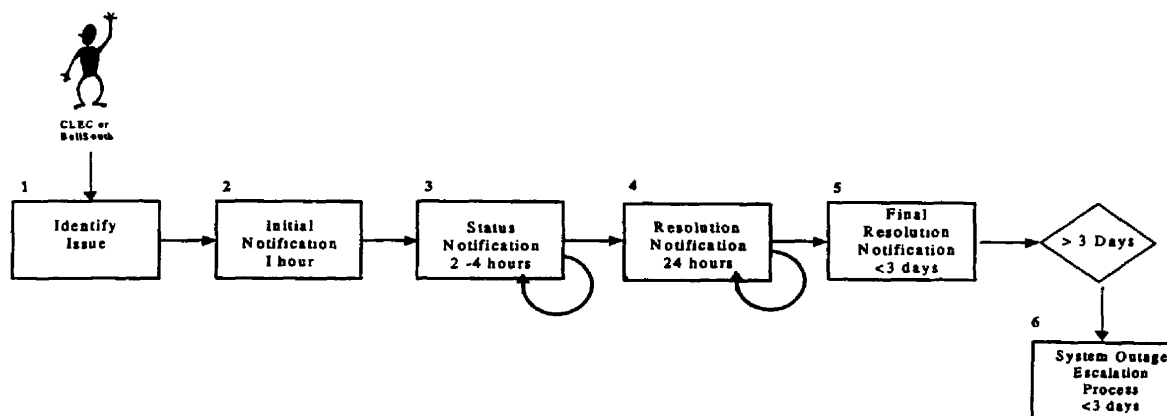 CLEC or
BellSouth
1
Identify
Issue
2
Initial
Notification
1 hour
3
Status
Notification
2 -4 hours
4
Resolution
Notification
24 hours
5
Final
Resolution
Notification
<3 days
> 3 Days
6
System Outage
Escalation
Process
<3 days